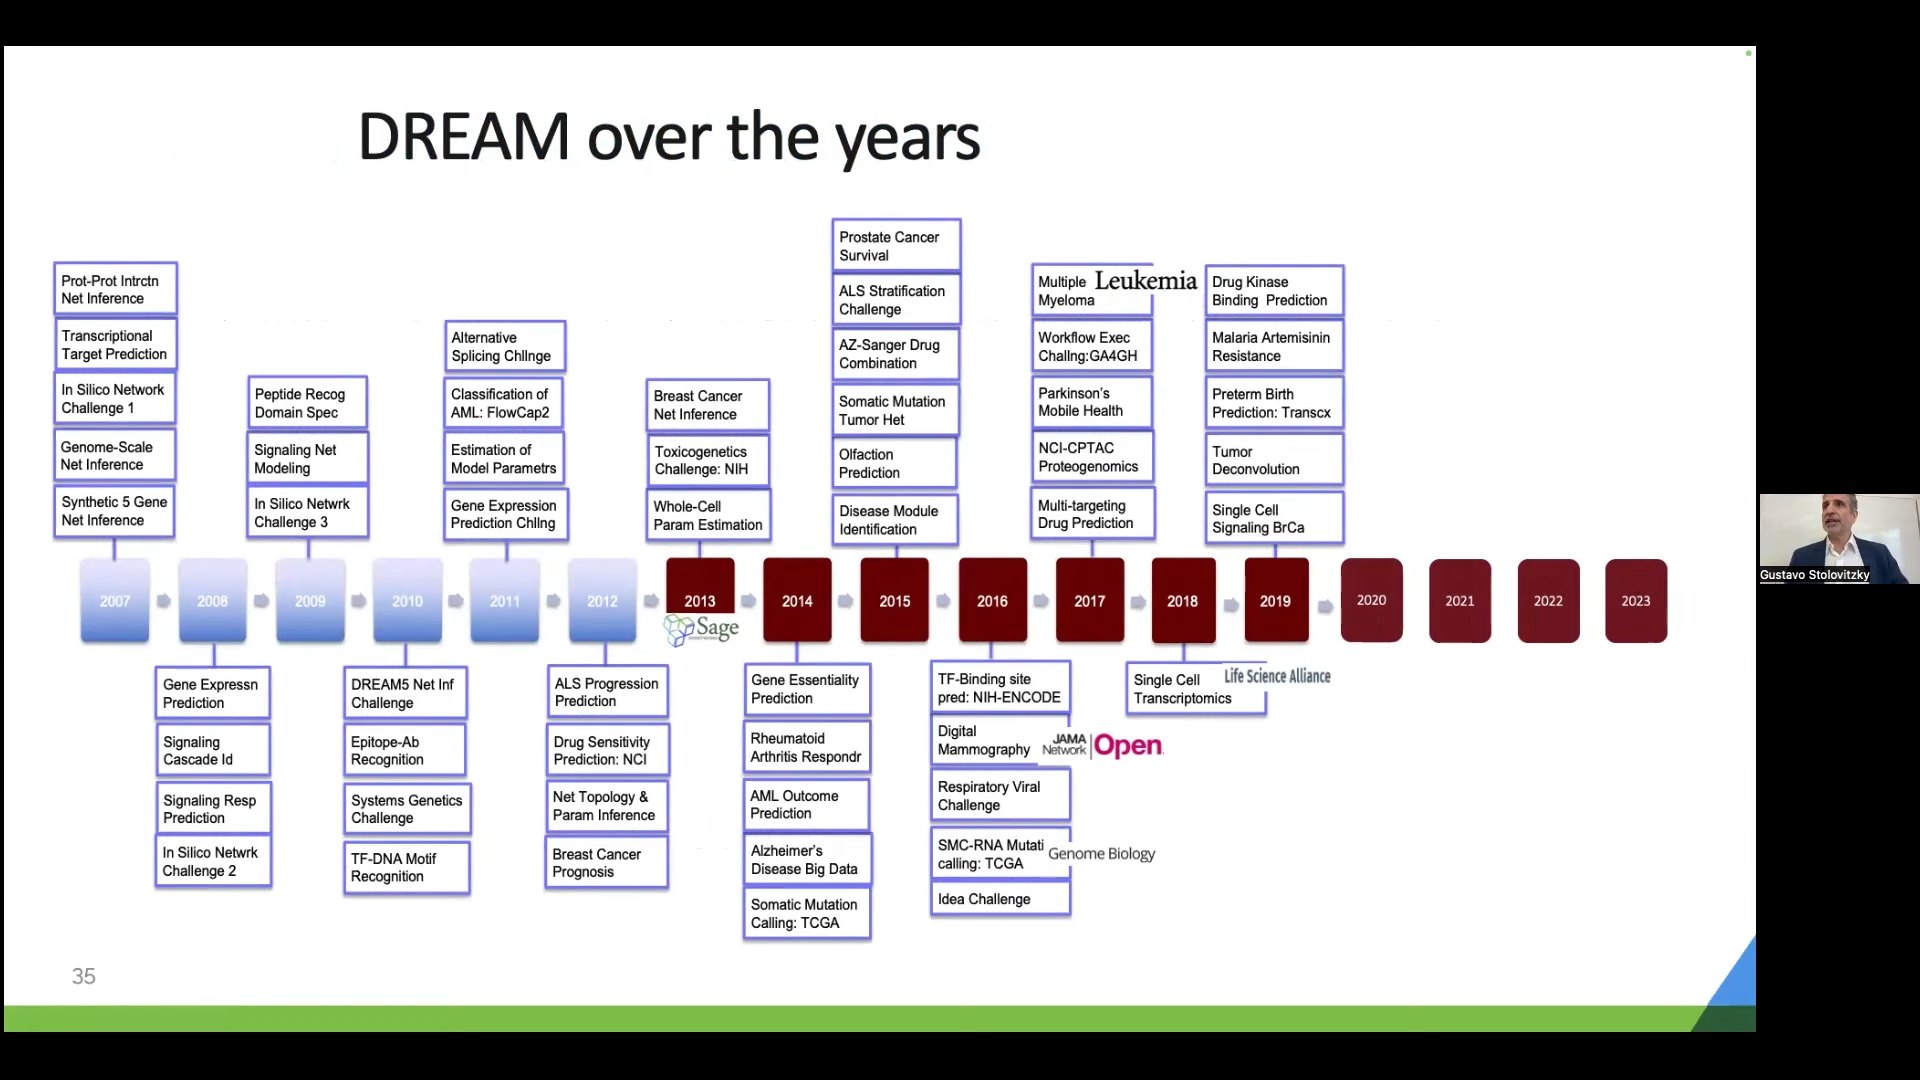 DREAM over the years
Prot-Prot Intrctn
Net Inference
Transcriptional
Target Prediction
In Silico Network
Challenge 1
Genome-Scale
Net Inference
Synthetic 5 Gene
Net Inference
Peptide Recog
Domain Spec
Signaling Net
Modeling
In Silico Netwrk
Challenge 3
Alternative
Splicing Chllnge
Classification of
AML: FlowCap2
Estimation of
Model Parametrs
Gene Expression
Prediction Chllng
Breast Cancer
Net Inference
Toxicogenetics
Challenge: NIH
Whole-Cell
Param Estimation
Prostate Cancer
Survival
ALS Stratification
Challenge
AZ-Sanger Drug
Combination
Somatic Mutation
Tumor Het
Olfaction
Prediction
Disease Module
Identification
Multiple
Myeloma
Leukemia
Workflow Exec
Challng:GA4GH
Parkinson's
Mobile Health
NCI-CPTAC
Proteogenomics
Multi-targeting
Drug Prediction
Drug Kinase
Binding Prediction
Malaria Artemisinin
Resistance
Preterm Birth
Prediction: Transcx
Tumor
Deconvolution
Single Cell
Signaling BrCa
2007
2008
2009
2010
2011
2012
2013
2014
2015
2016
2017
2018
2019
2020
2021
2022
2023
Sage
Gene Expressn
Prediction
Signaling
Cascade Id
Signaling Resp
Prediction
In Silico Netwrk
Challenge 2
DREAM5 Net Inf
Challenge
Epitope-Ab
Recognition
Systems Genetics
Challenge
TF-DNA Motif
Recognition
ALS Progression
Prediction
Drug Sensitivity
Prediction: NCI
Net Topology &
Param Inference
Breast Cancer
Prognosis
Gene Essentiality
Prediction
Rheumatoid
Arthritis Respondr
AML Outcome
Prediction
Alzheimer's
Disease Big Data
Somatic Mutation
Calling: TCGA
TF-Binding site
pred: NIH-ENCODE
Digital
Mammography
JAMA
Network
Open
Respiratory Viral
Challenge
SMC-RNA Mutati
calling: TCGA
Genome Biology
Idea Challenge
Single Cell
Transcriptomics
Life Science Alliance
35
Gustavo Stolovitzky